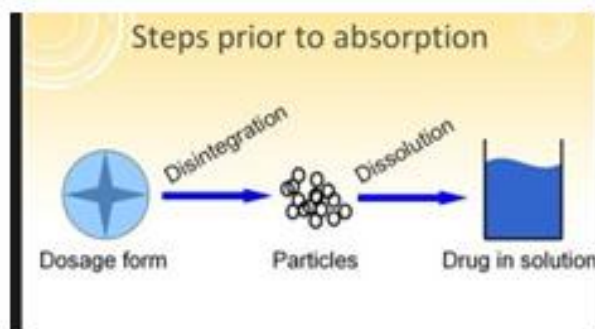 Steps prior to absorption
Disintegration
Dissolution
Dosage form
Particles
Drug in solution